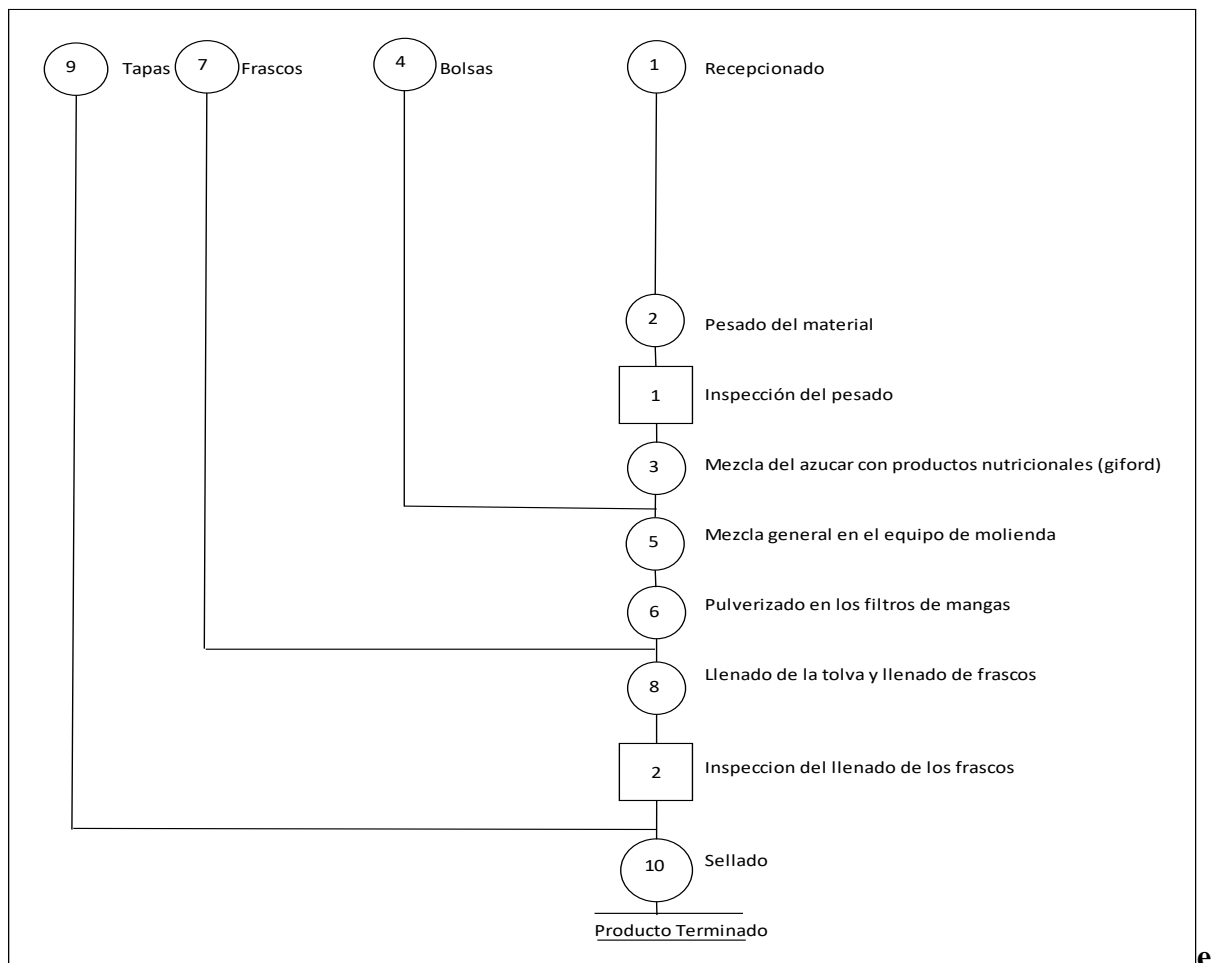 9 Tapas 7 Frascos 4 Bolsas 1 Recepcionado
2 Pesado del material
1 Inspección del pesado
3 Mezcla del azucar con productos nutricionales (giford)
5 Mezcla general en el equipo de molienda
6 Pulverizado en los filtros de mangas
8 Llenado de la tolva y llenado de frascos
2 Inspeccion del llenado de los frascos
10 Sellado
Producto Terminado
e